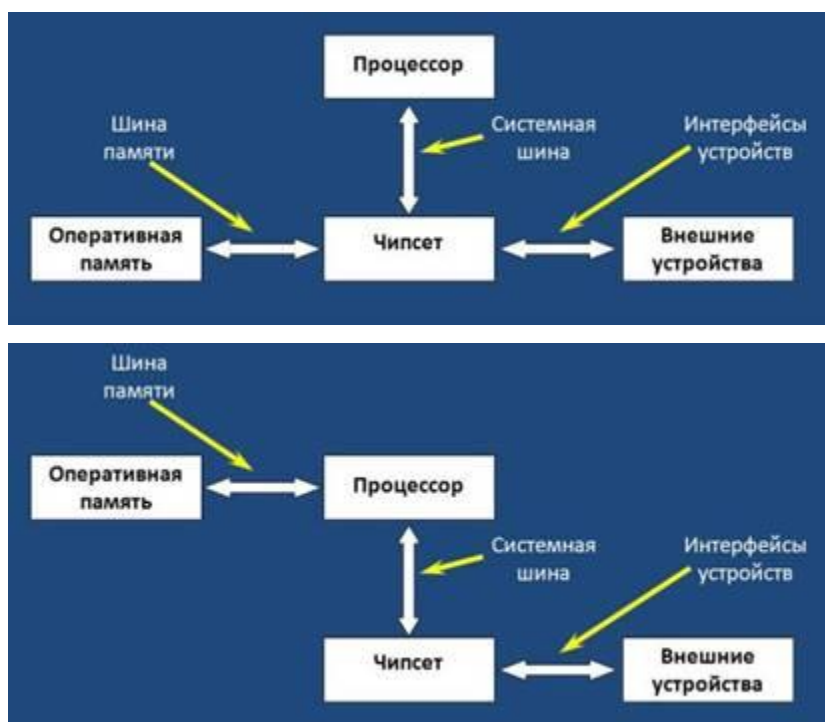 Процессор
Шина
памяти
Системная
шина
Интерфейсы
устройств
Оперативная
память
Чипсет
Внешние
устройства
Шина
памяти
Оперативная
память
Процессор
Системная
шина
Интерфейсы
устройств
Чипсет
Внешние
устройства